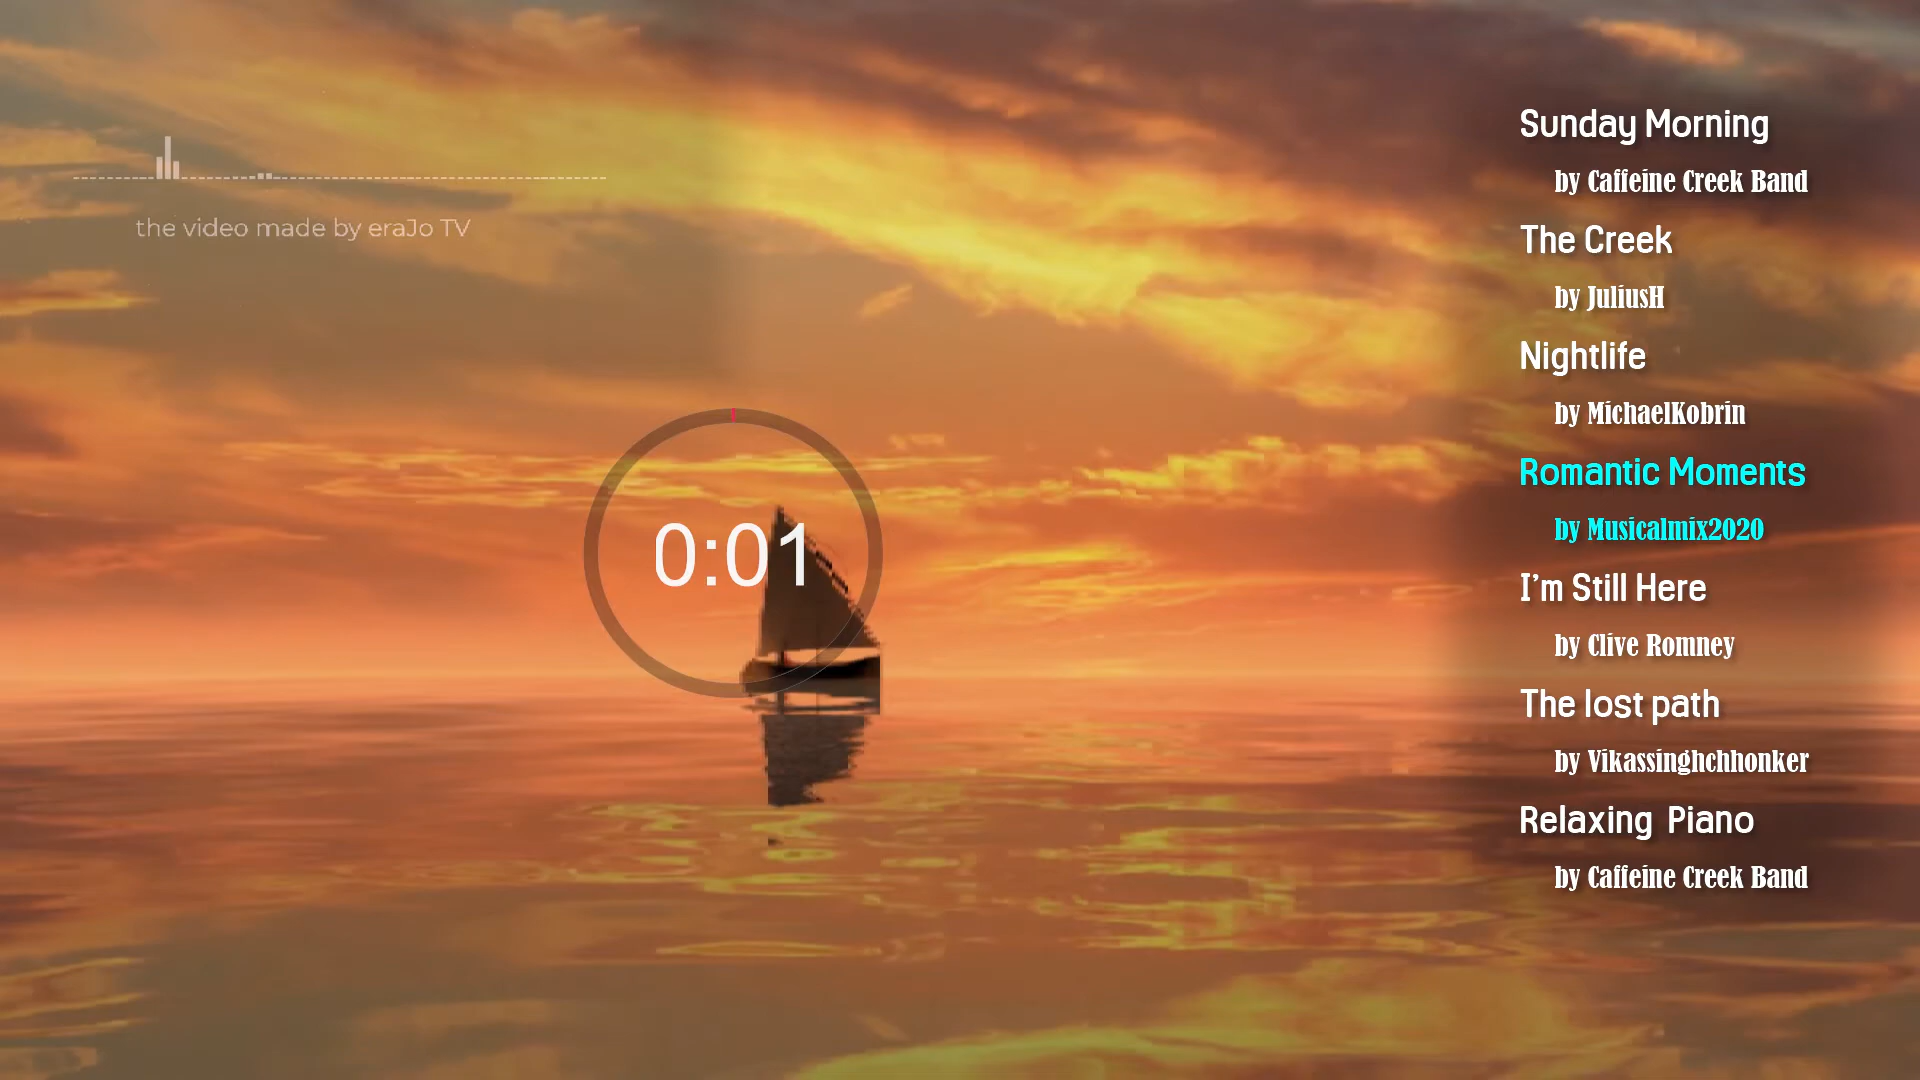 the video made by eraJo TV
0:01
Sunday Morning
by Caffeine Creek Band
The Creek
by JuliusH
Nightlife
by MichaelKobrin
Romantic Moments
by Musicalmix2020
I'm Still Here
by Clive Romney
The lost path
by Vikassinghchhonker
Relaxing Piano
by Caffeine Creek Band